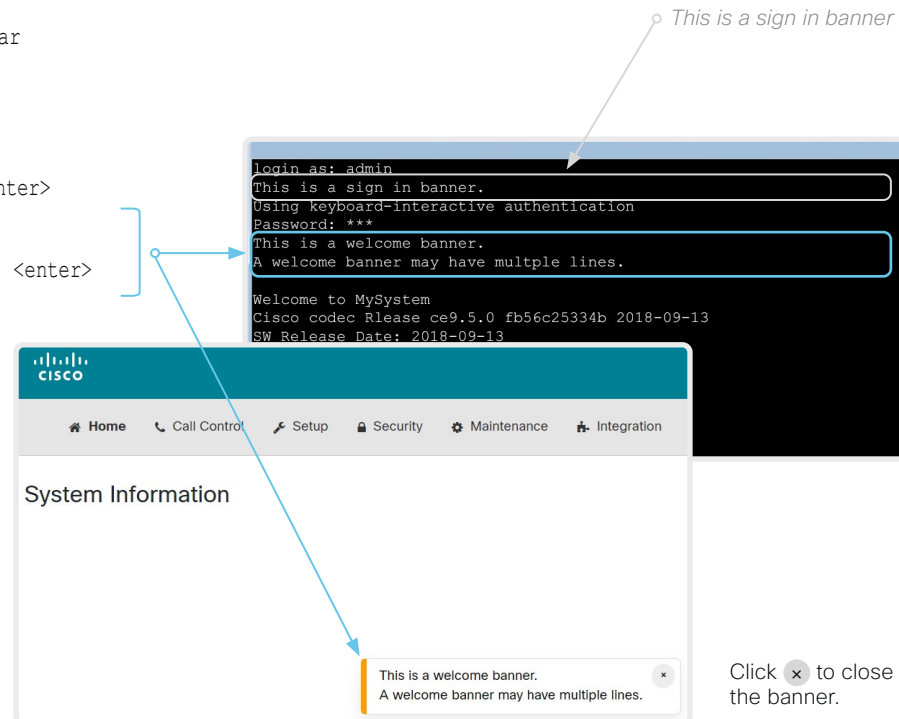 This is a sign in banner
login as: admin
This is a sign in banner.
Using keyboard-interactive authentication
Password: ***
This is a welcome banner.
A welcome banner may have multple lines.
<enter>
Welcome to MySystem
Cisco codec Rlease ce9.5.0 fb56c25334b 2018-09-13
SW Release Date: 2018-09-13
CISCO
Home Call Control Setup Security Maintenance Integration
System Information
This is a welcome banner.
A welcome banner may have multiple lines.
Click × to close
the banner.